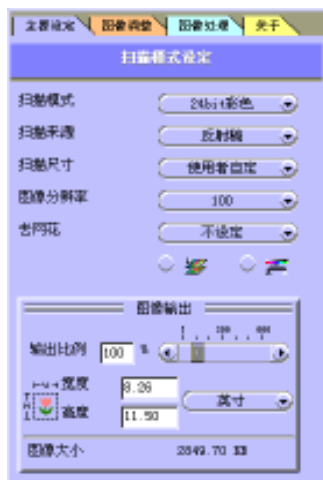 主要设定 图像调整 图像处理 关于
扫描模式设定
扫描模式 24bit彩色
扫描来源 反射稿
扫描尺寸 使用者自定
图像分辨率 100
去网花 不设定
图像输出
输出比例 100 %
宽度 8.26
英寸
高度 11.50
图像大小 2849.70 KB